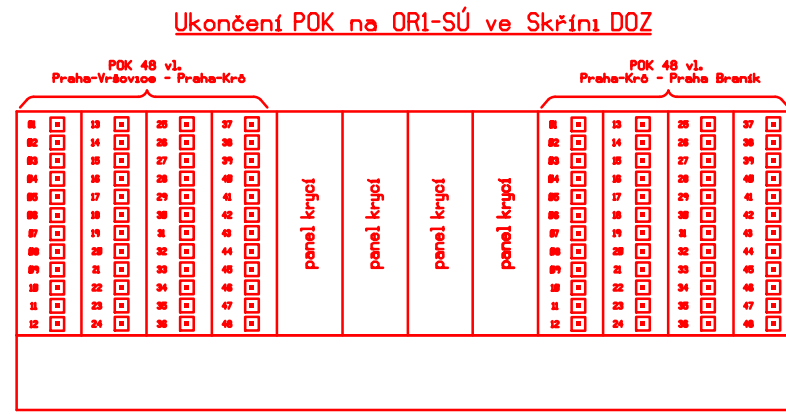 Ukončení POK na OR1-SÚ ve Skříni DOZ
POK 48 vl.
Praha-Vršovice - Praha-Krč
POK 48 vl.
Praha-Krč - Praha Braník
01 13 25 37
02 14 26 38
03 15 27 39
04 16 28 40
05 17 29 41
06 18 30 42
07 19 31 43
08 20 32 44
09 21 33 45
10 22 34 46
11 23 35 47
12 24 36 48
panel krycí
panel krycí
panel krycí
panel krycí
01 13 25 37
02 14 26 38
03 15 27 39
04 16 28 40
05 17 29 41
06 18 30 42
07 19 31 43
08 20 32 44
09 21 33 45
10 22 34 46
11 23 35 47
12 24 36 48